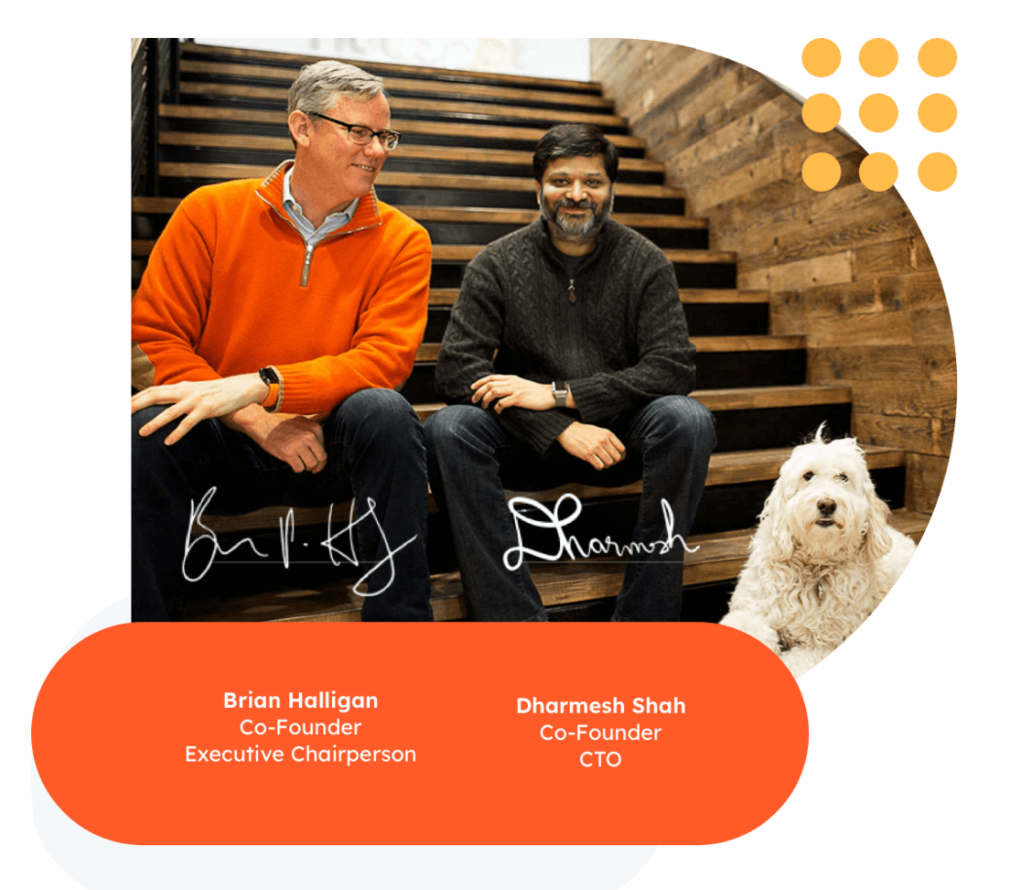 Dharmesh
Brian Halligan
Co-Founder
Executive Chairperson
Dharmesh Shah
Co-Founder
CTO